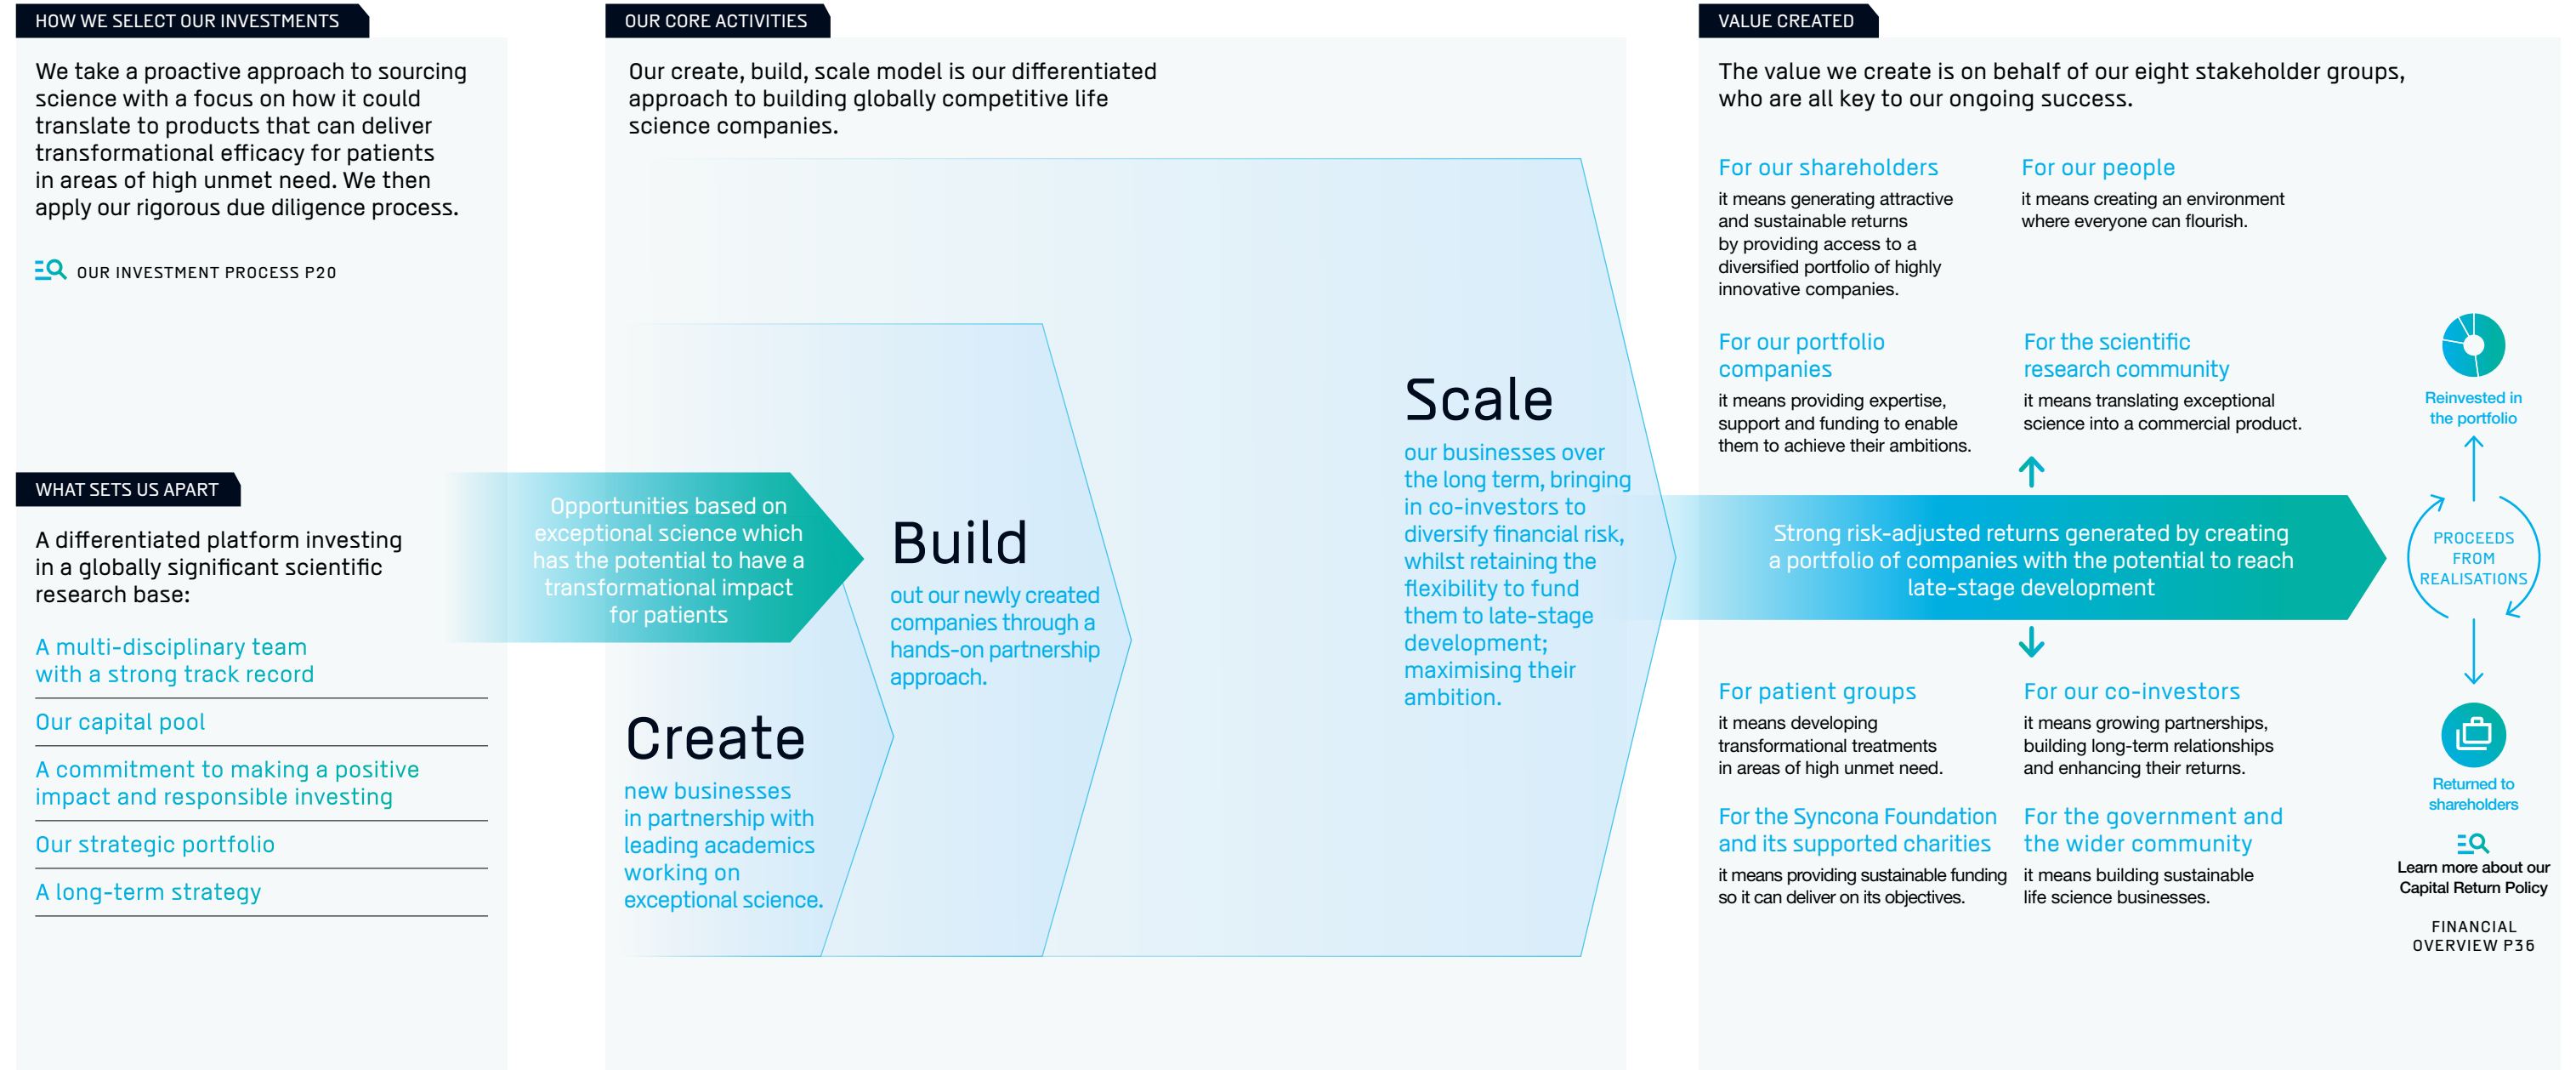 HOW WE SELECT OUR INVESTMENTS
We take a proactive approach to sourcing
science with a focus on how it could
translate to products that can deliver
transformational efficacy for patients
in areas of high unmet need. We then
apply our rigorous due diligence process.
OUR INVESTMENT PROCESS P20
WHAT SETS US APART
A differentiated platform investing
in a globally significant scientific
research base:
A multi-disciplinary team
with a strong track record
Our capital pool
A commitment to making a positive
impact and responsible investing
Our strategic portfolio
A long-term strategy
Opportunities based on
exceptional science which
has the potential to have a
transformational impact
for patients
OUR CORE ACTIVITIES
Our create, build, scale model is our differentiated
approach to building globally competitive life
science companies.
Create
new businesses
in partnership with
leading academics
working on
exceptional science.
Build
out our newly created
companies through a
hands-on partnership
approach.
Scale
our businesses over
the long term, bringing
in co-investors to
diversify financial risk,
whilst retaining the
flexibility to fund
them to late-stage
development;
maximising their
ambition.
VALUE CREATED
The value we create is on behalf of our eight stakeholder groups,
who are all key to our ongoing success.
For our shareholders
it means generating attractive
and sustainable returns
by providing access to a
diversified portfolio of highly
innovative companies.
For our people
it means creating an environment
where everyone can flourish.
For our portfolio
companies
it means providing expertise,
support and funding to enable
them to achieve their ambitions.
For the scientific
research community
it means translating exceptional
science into a commercial product.
Strong risk-adjusted returns generated by creating
a portfolio of companies with the potential to reach
late-stage development
For patient groups
it means developing
transformational treatments
in areas of high unmet need.
For our co-investors
it means growing partnerships,
building long-term relationships
and enhancing their returns.
For the Syncona Foundation
and its supported charities
it means providing sustainable funding
so it can deliver on its objectives.
For the government and
the wider community
it means building sustainable
life science businesses.
Reinvested in
the portfolio
PROCEEDS
FROM
REALISATIONS
Returned to
shareholders
Learn more about our
Capital Return Policy
FINANCIAL
OVERVIEW P36